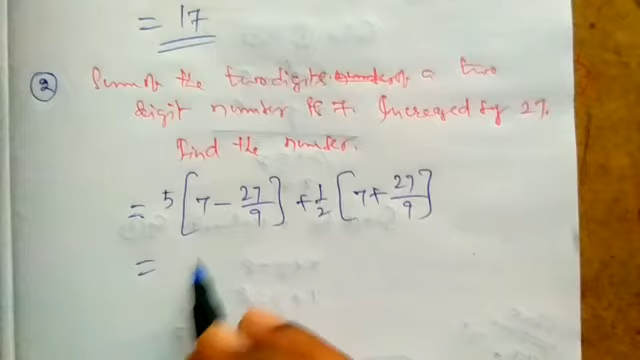 = 17
② Sum of the two digits number of a two
digit number is 7. Increased by 27.
Find the number.
= 5 [7 - 27/9] + 1/2 [7 + 27/9]
=